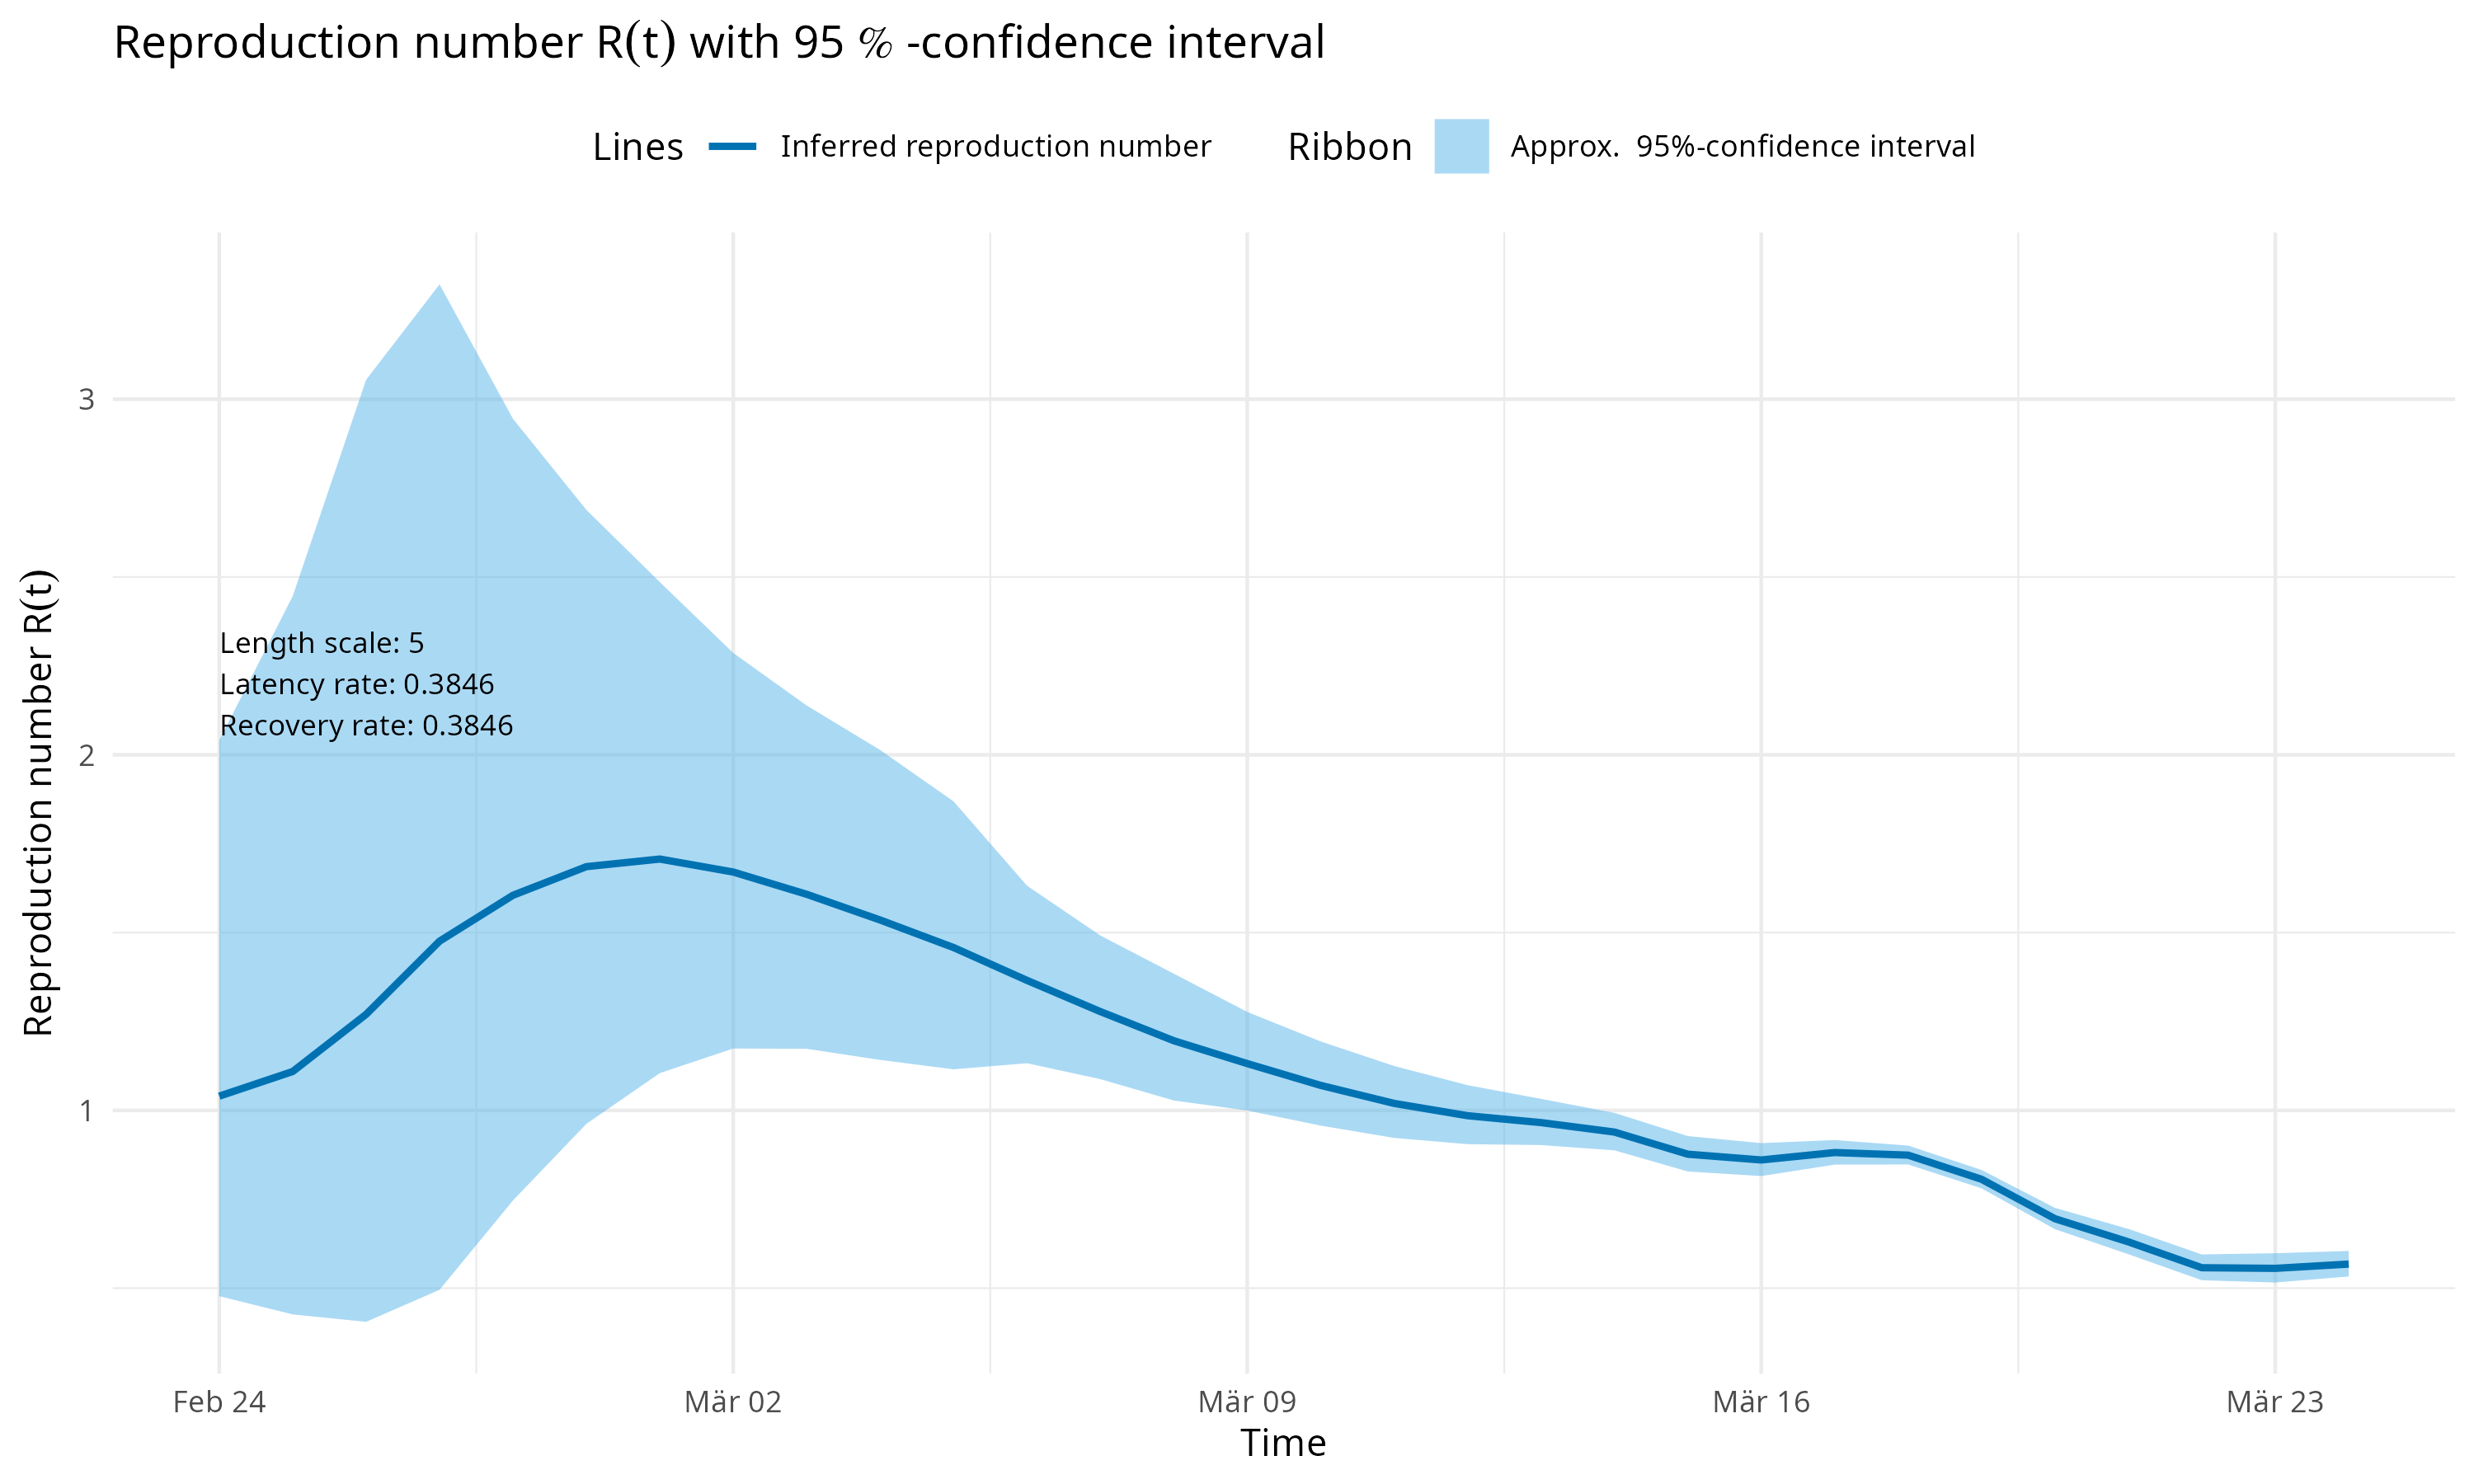 Reproduction number R(t) with 95 % -confidence interval
Lines Inferred reproduction number Ribbon Approx. 95%-confidence interval
Reproduction number R(t)
3
2
1
Length scale: 5
Latency rate: 0.3846
Recovery rate: 0.3846
Feb 24 Mär 02 Mär 09 Mär 16 Mär 23
Time